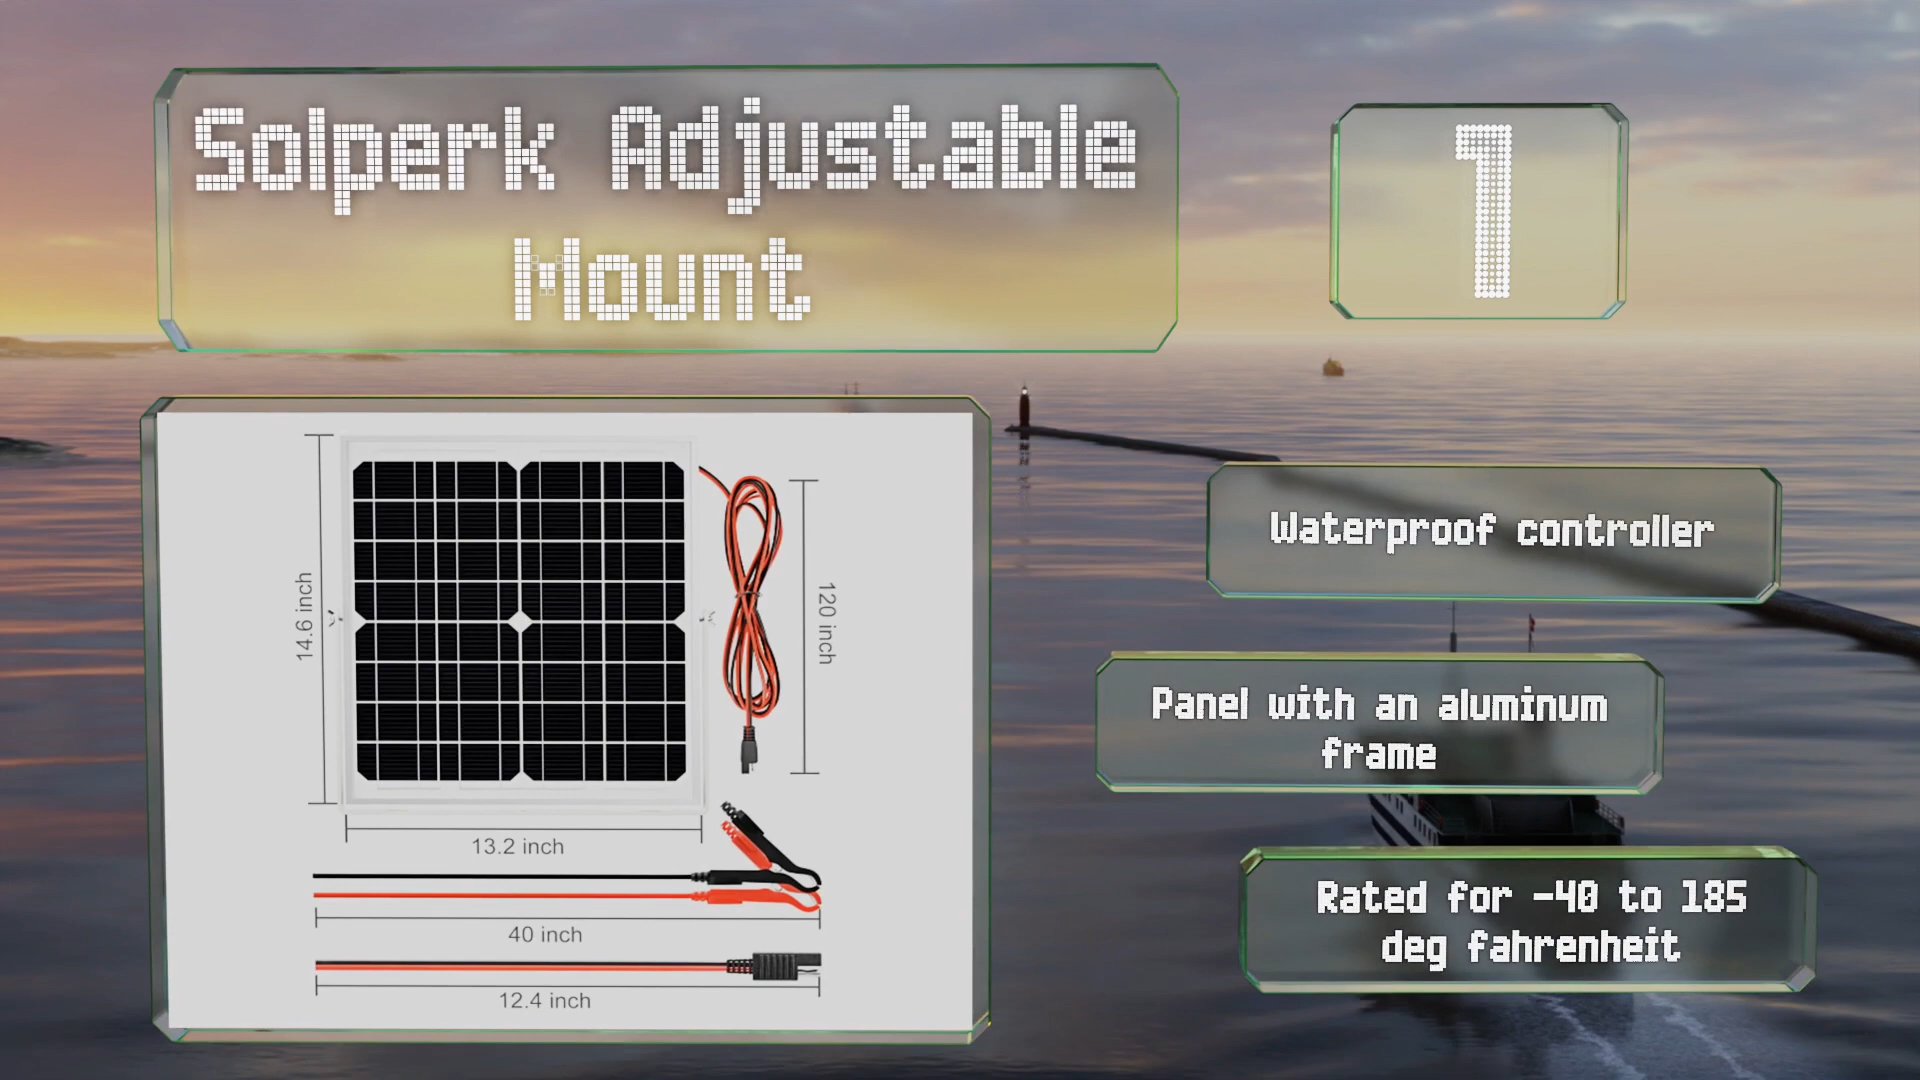 Solperk Adjustable
Mount
1
14.6 inch
120 inch
13.2 inch
40 inch
12.4 inch
Waterproof controller
Panel with an aluminum
frame
Rated for -40 to 185
deg fahrenheit